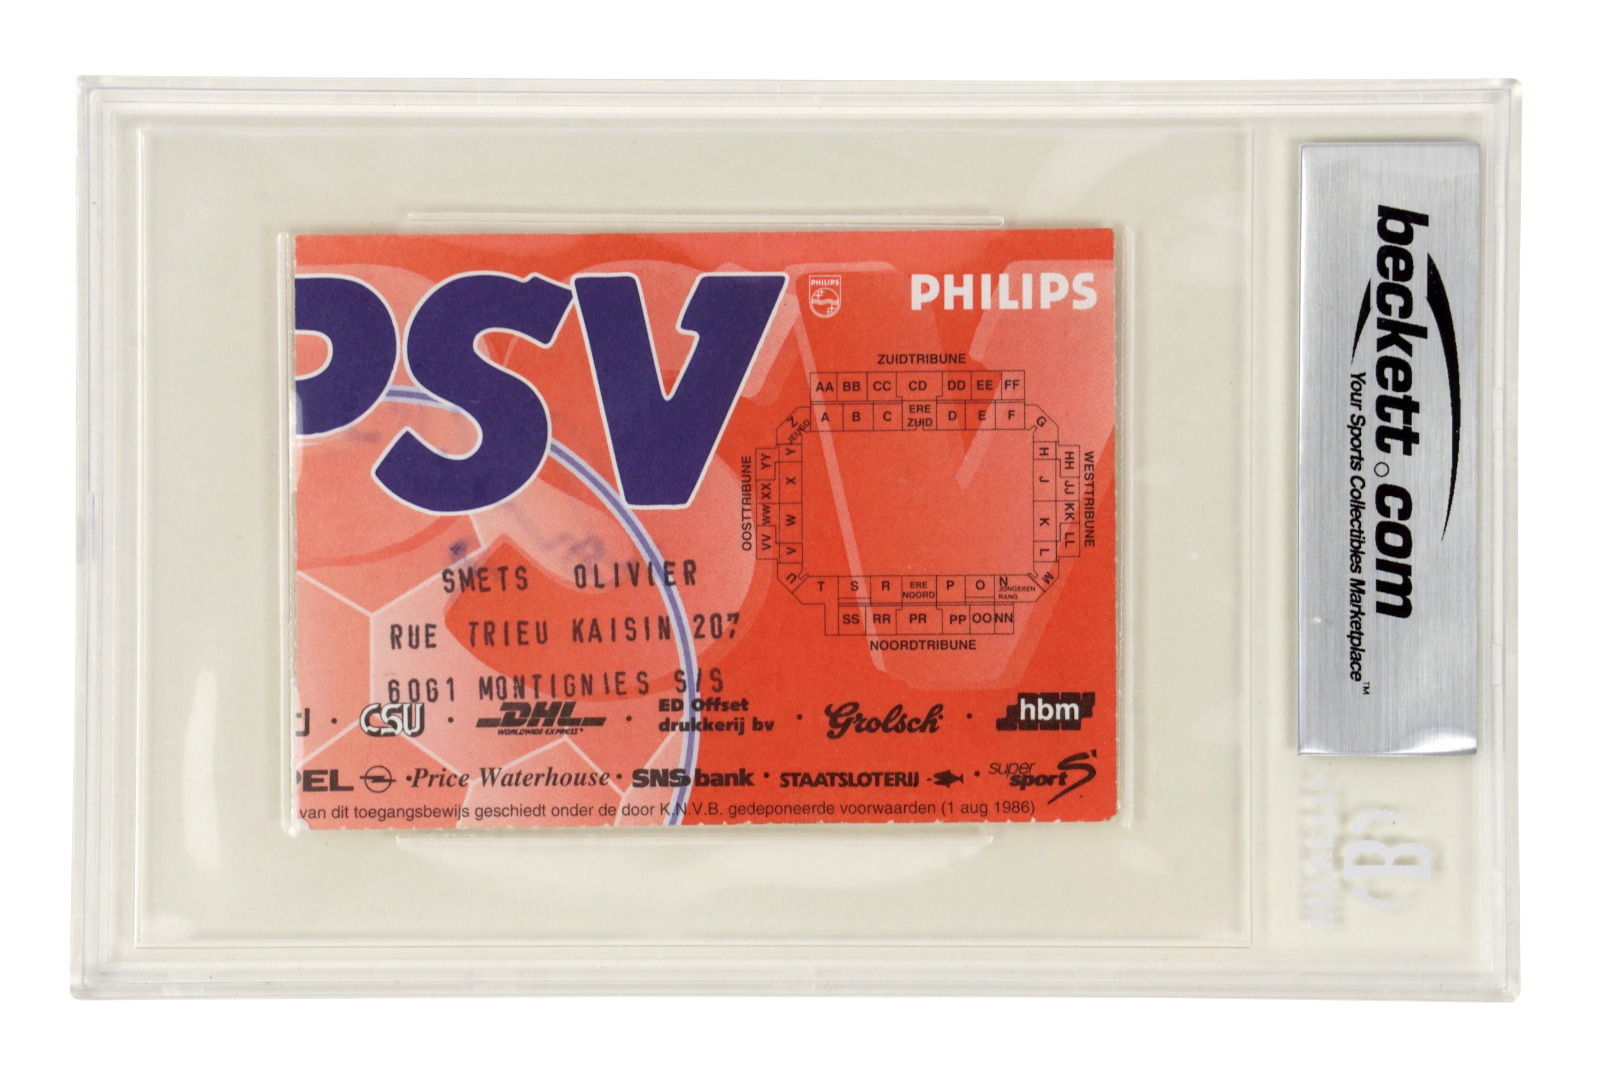 PSV
PHILIPS
PHILIPS
ZUIDTRIBUNE
AA BB CC CD DD EE FF
A B C ERE ZUID D E F
Z JEUGD
G
OOSTTRIBUNE
YY XX WW VV
Y X W V
H J K L
HH JJ KK LL
WESTTRIBUNE
U
M
T S R ERE NOORD P O N JONGEREN RANG
SS RR PR PP OO NN
NOORDTRIBUNE
SMETS OLIVIER
RUE TRIEU KAISIN 207
6061 MONTIGNIES S/S
· CSU · DHL WORLDWIDE EXPRESS · ED Offset drukkerij bv · Grolsch · hbm
PEL · Price Waterhouse · SNS bank · STAATSLOTERIJ · super sport S
van dit toegangsbewijs geschiedt onder de door K.N.V.B. gedeponeerde voorwaarden (1 aug 1986)
beckett.com
Your Sports Collectibles Marketplace™
B